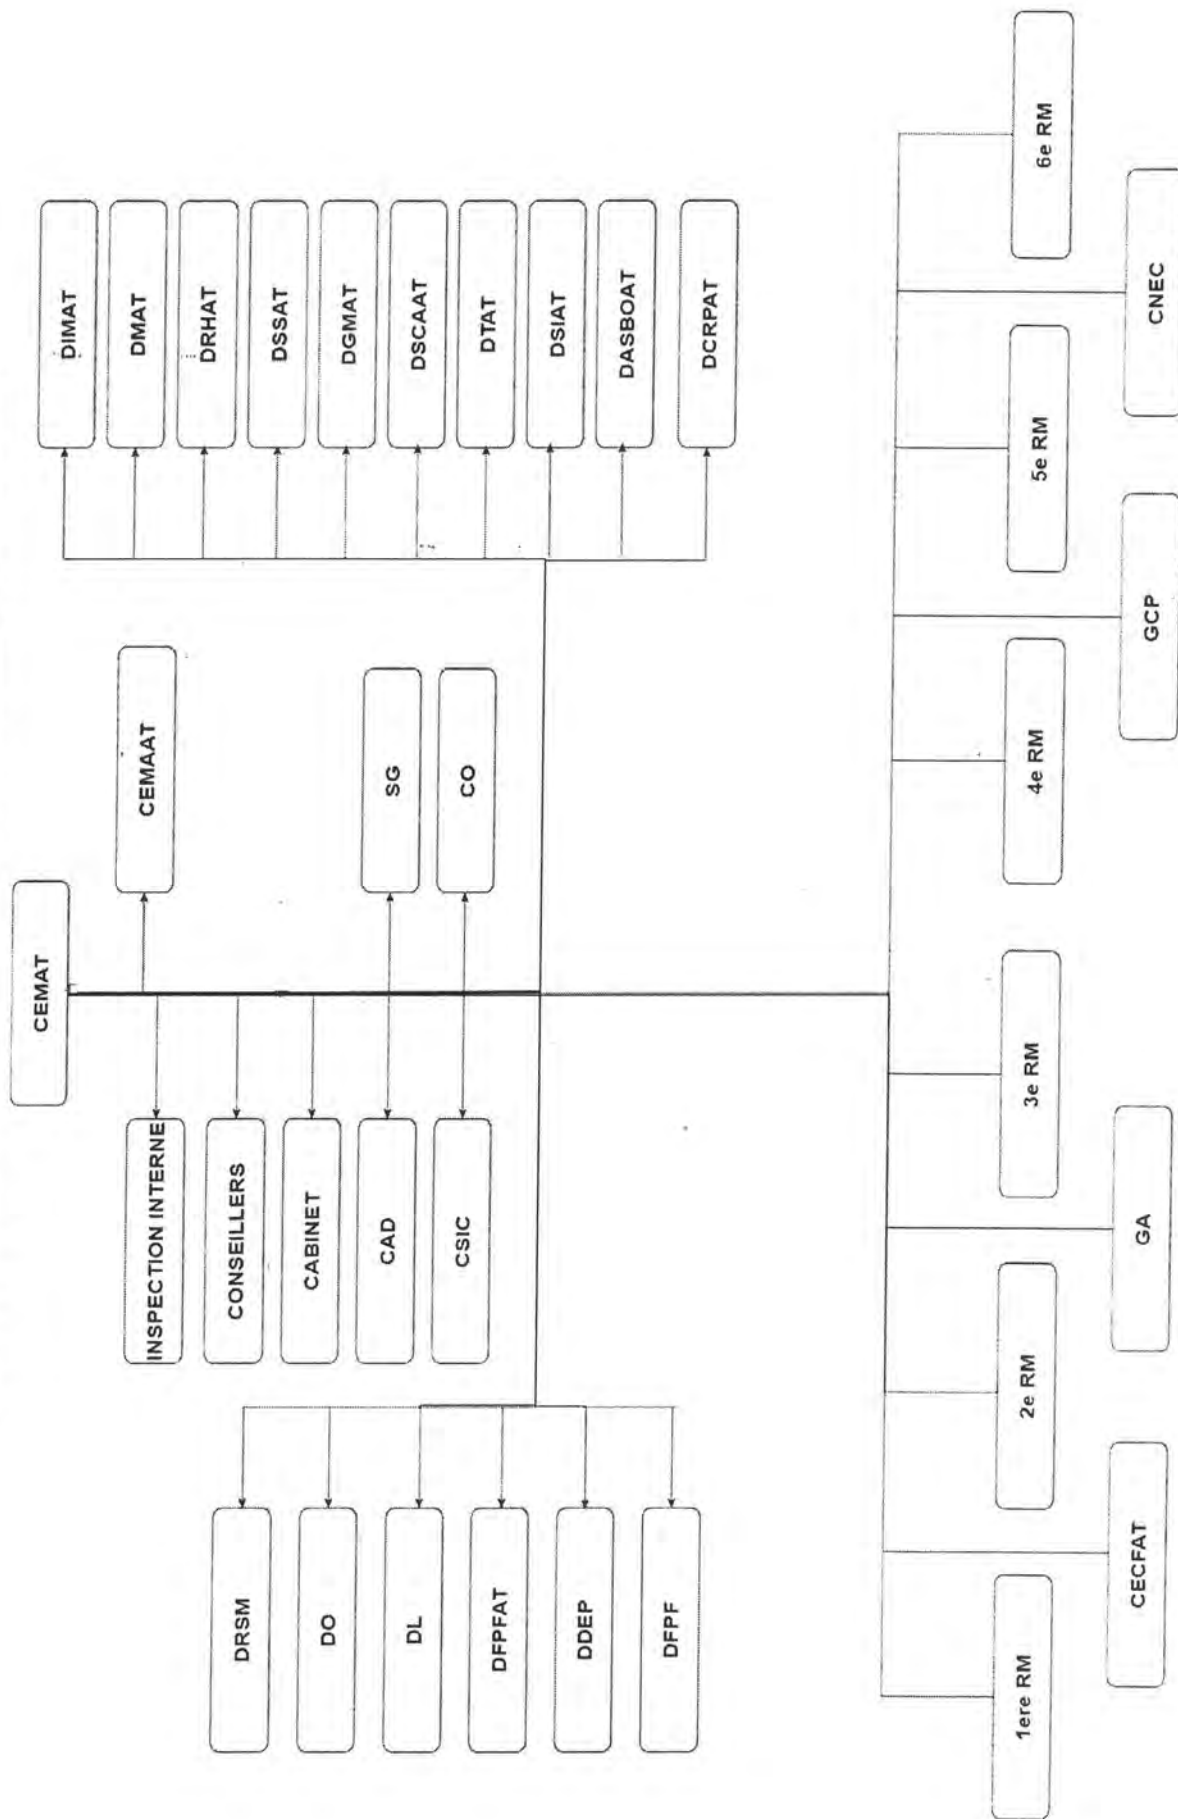 CEMAT
CEMAAT
INSPECTION INTERNE
CONSEILLERS
CABINET
CAD
SG
CSIC
CO
DRSM
DO
DL
DFPFAT
DDEP
DFPF
DIMAT
DMAT
DRHAT
DSSAT
DGMAT
DSCAAT
DTAT
DSIAT
DASBOAT
DCRPAT
1ere RM
2e RM
3e RM
4e RM
5e RM
6e RM
CECFAT
GA
GCP
CNEC